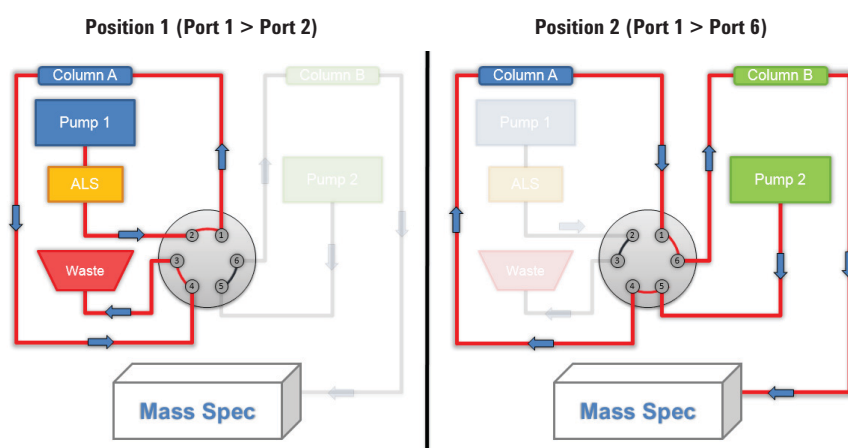 Position 1 (Port 1 > Port 2)
Column A
Column B
Pump 1
ALS
Pump 2
2
1
3
6
4
5
Waste
Mass Spec
Position 2 (Port 1 > Port 6)
Column A
Column B
Pump 1
ALS
Pump 2
2
1
3
6
4
5
Waste
Mass Spec